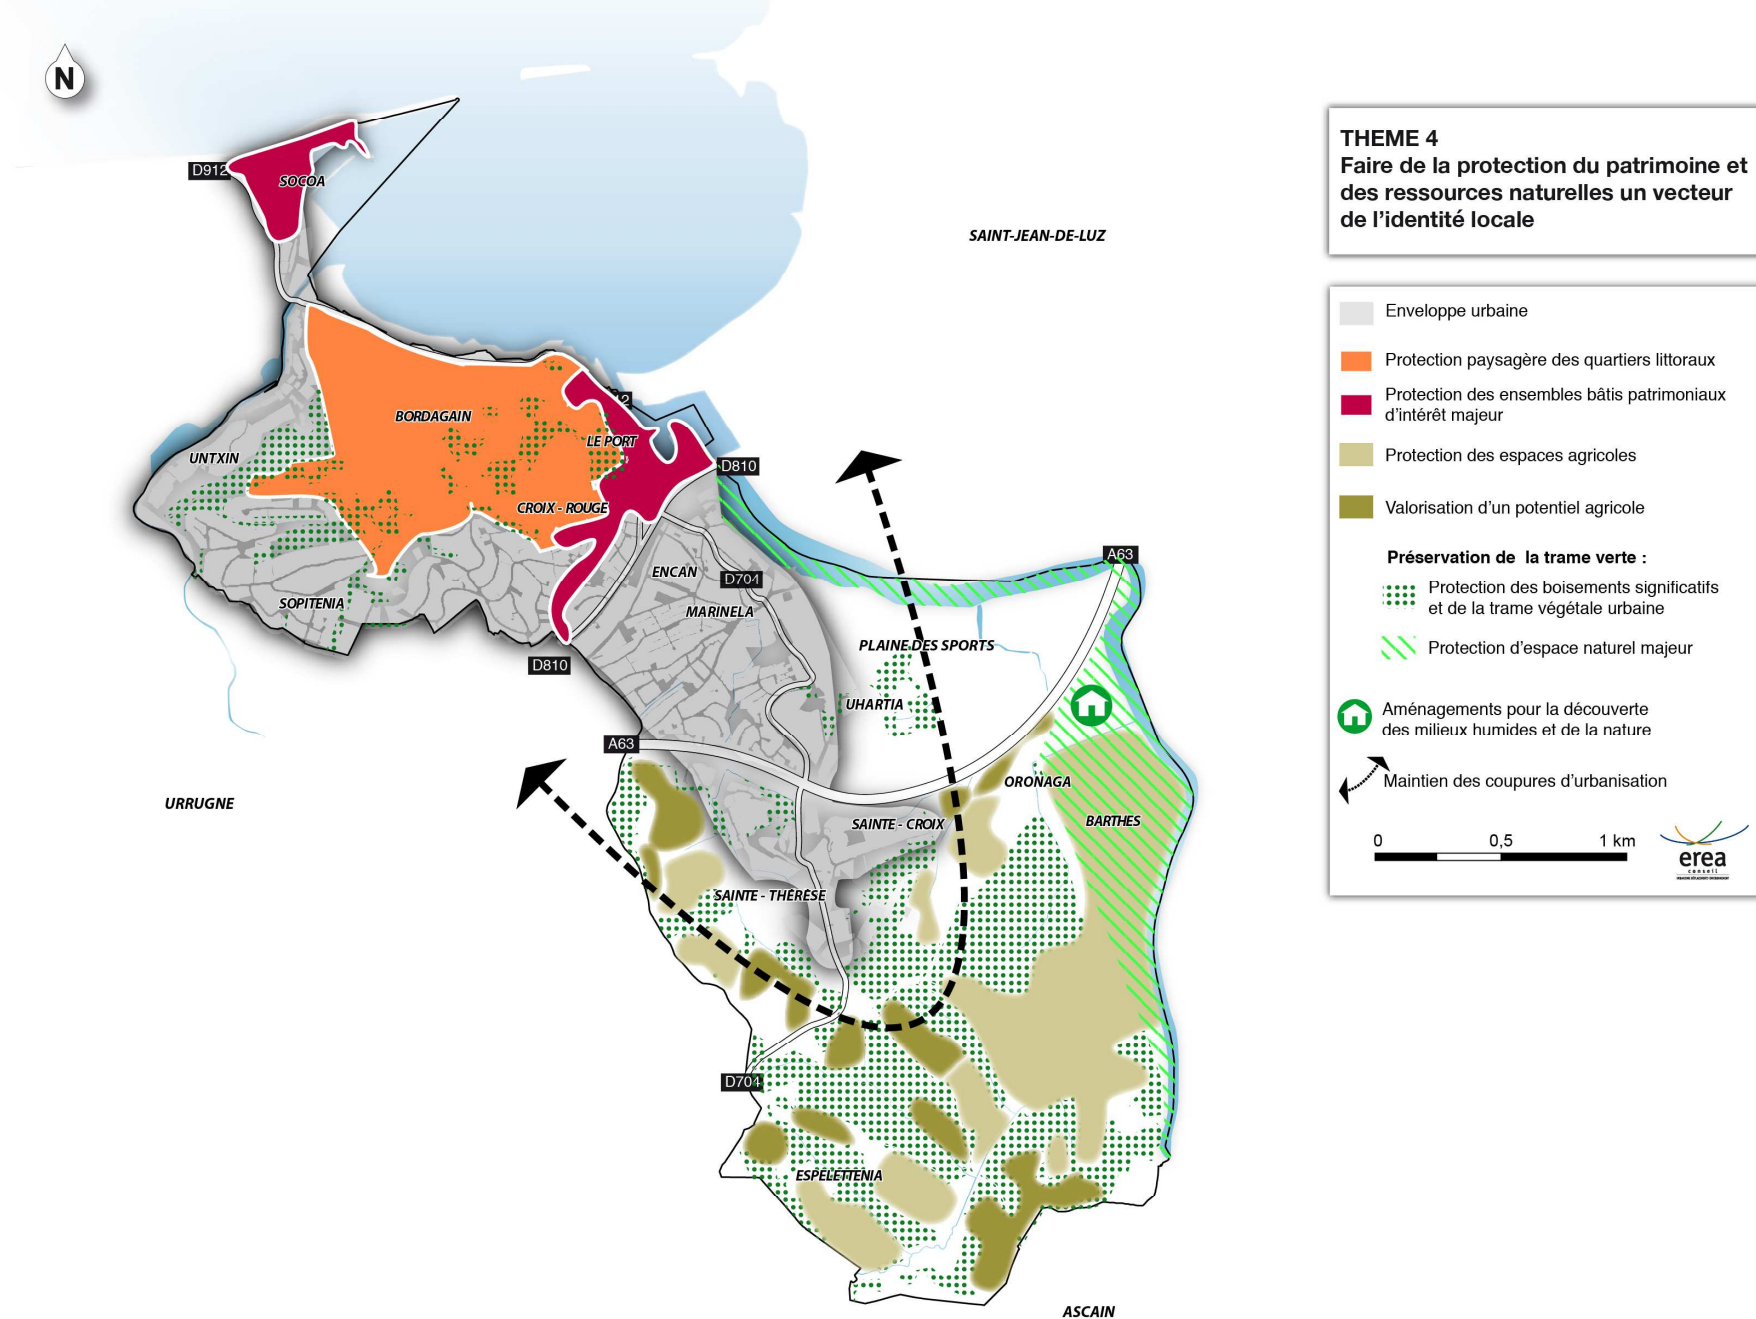 N
THEME 4
Faire de la protection du patrimoine et
des ressources naturelles un vecteur
de l'identité locale
D912
SOCOA
SAINT-JEAN-DE-LUZ
Enveloppe urbaine
Protection paysagère des quartiers littoraux
Protection des ensembles bâtis patrimoniaux
d'intérêt majeur
Protection des espaces agricoles
Valorisation d'un potentiel agricole
Préservation de la trame verte :
Protection des boisements significatifs
et de la trame végétale urbaine
Protection d'espace naturel majeur
Aménagements pour la découverte
des milieux humides et de la nature
Maintien des coupures d'urbanisation
0 0,5 1 km
erea
conseil
12
BORDAGAIN
LE PORT
UNTXIN
D810
CROIX - ROUGE
A63
ENCAN
D704
SOPITENIA
MARINELA
PLAINE DES SPORTS
D810
UHARTIA
A63
ORONAGA
URRUGNE
SAINTE - CROIX
BARTHES
SAINTE - THÉRÈSE
D704
ESPELETTENIA
ASCAIN